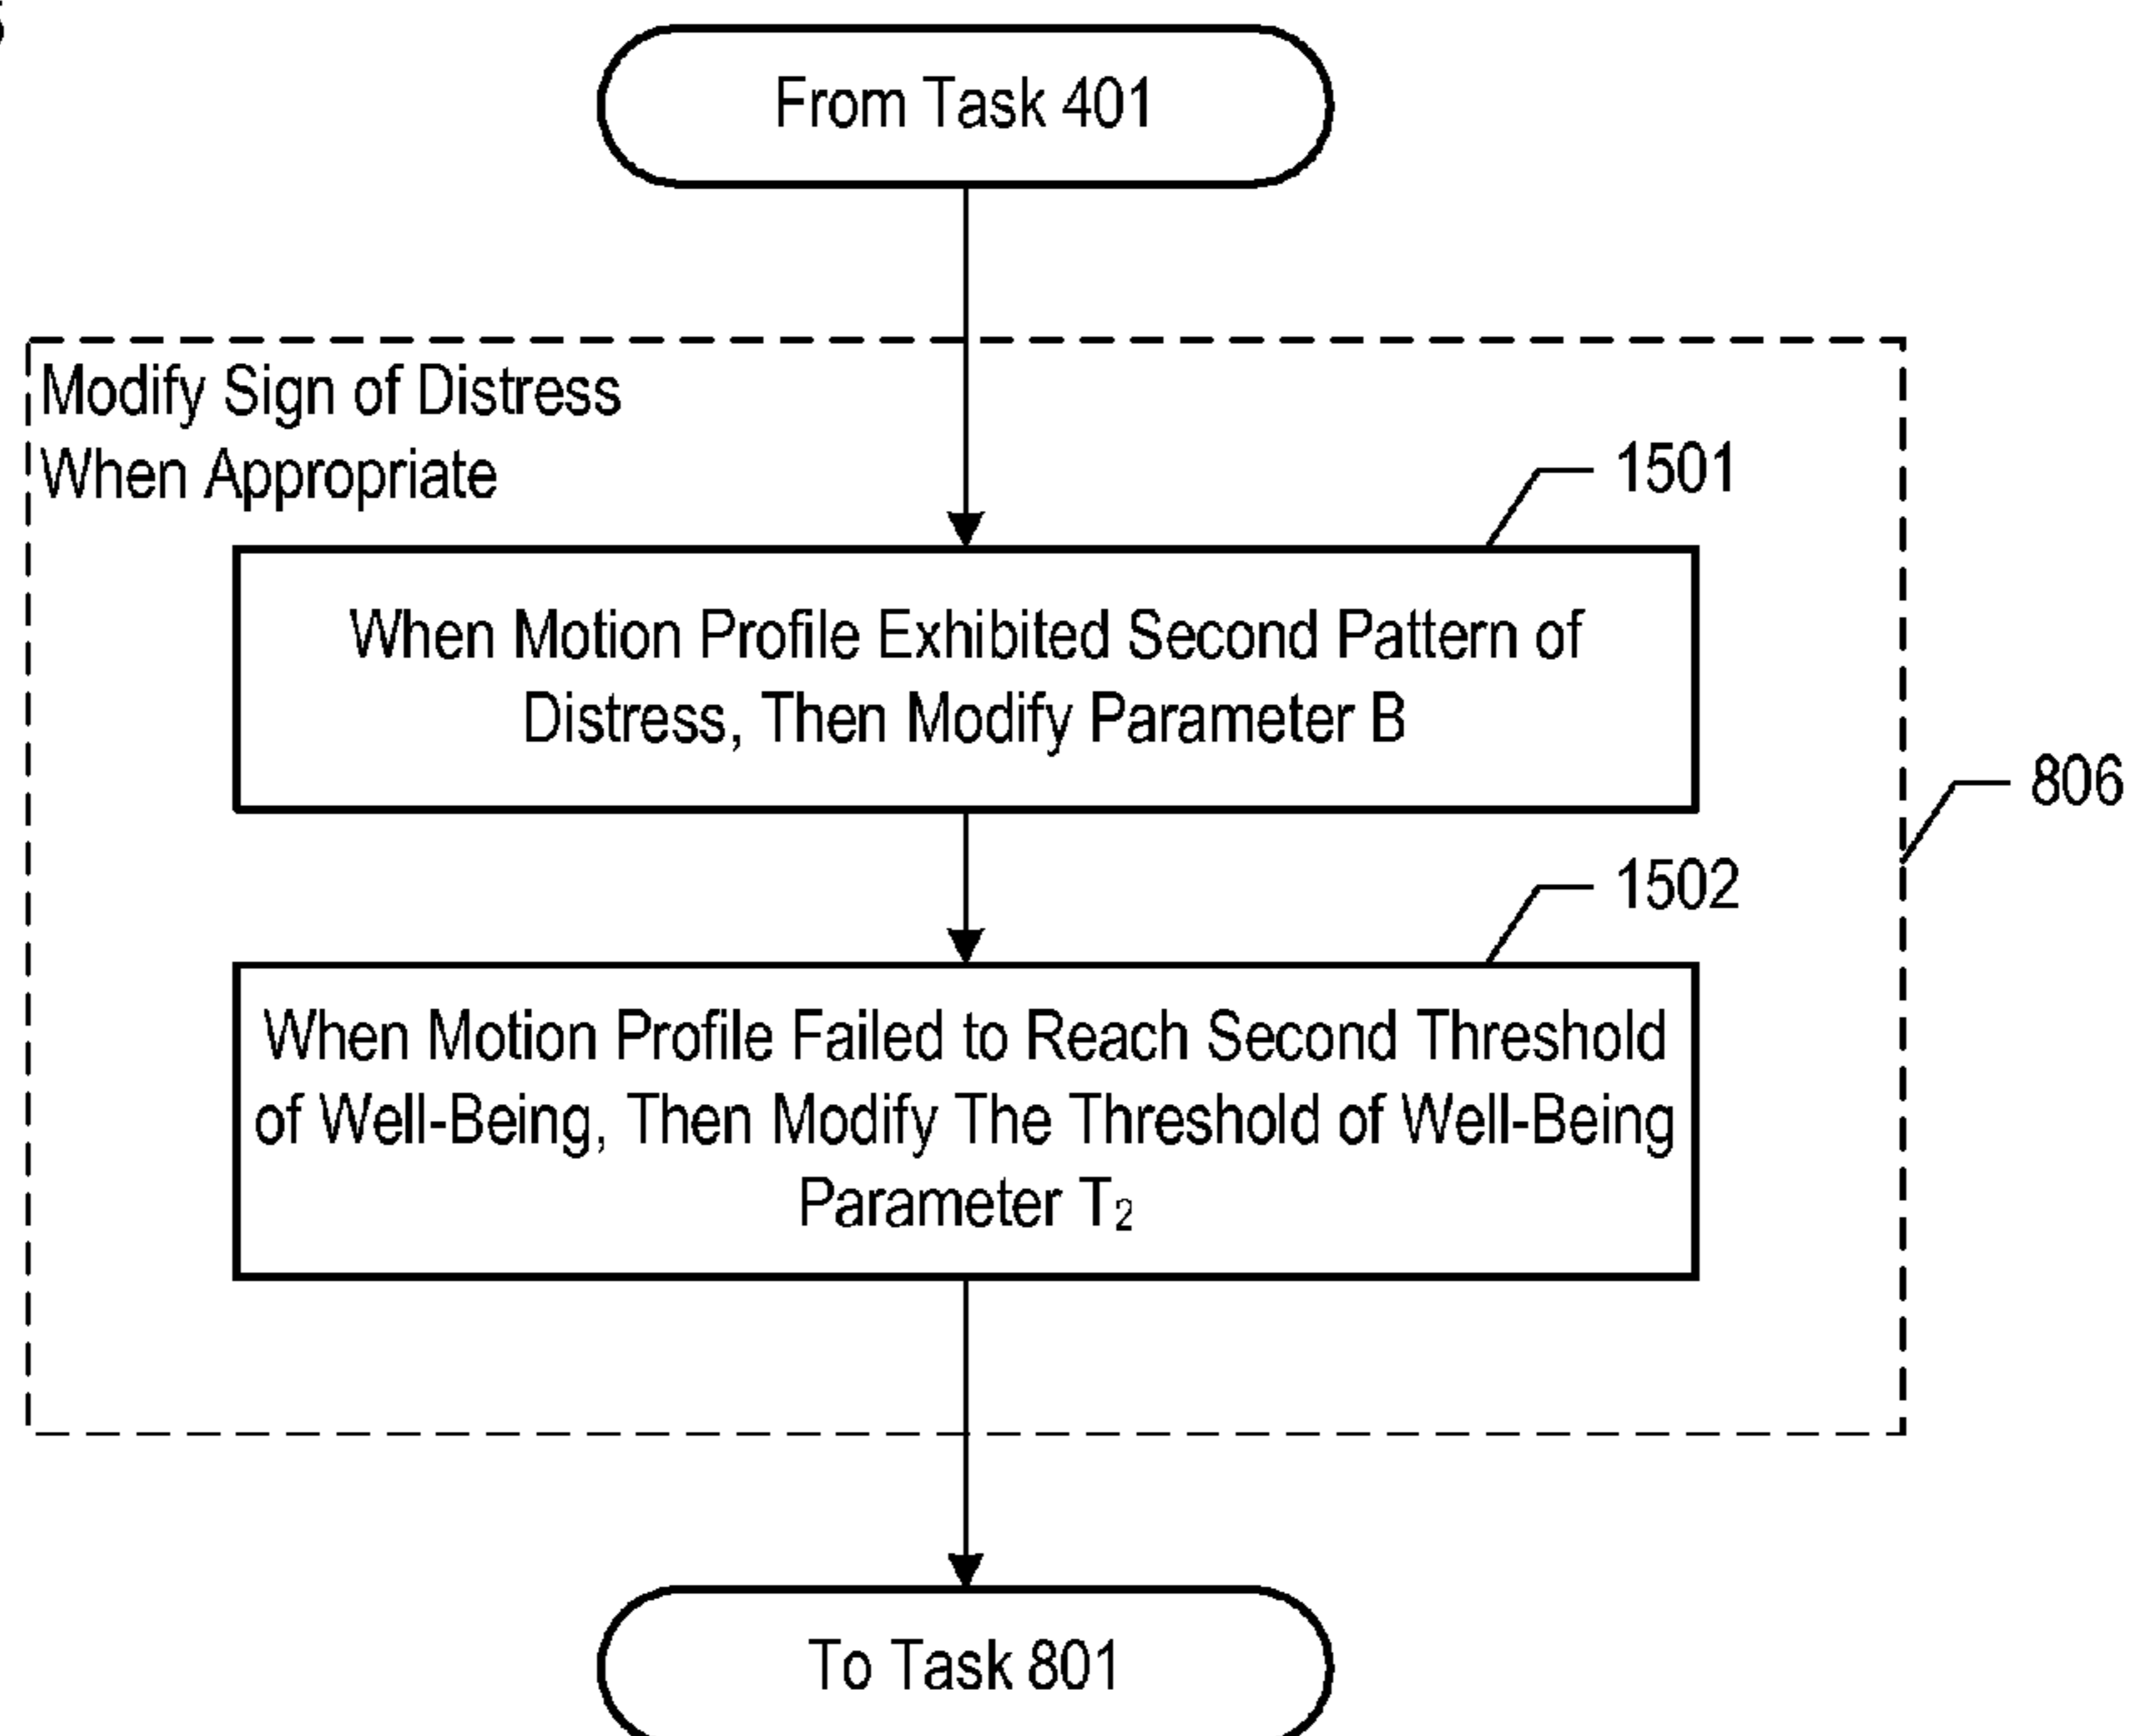 From Task 401
Modify Sign of Distress
When Appropriate
1501
When Motion Profile Exhibited Second Pattern of
Distress, Then Modify Parameter B
806
1502
When Motion Profile Failed to Reach Second Threshold
of Well-Being, Then Modify The Threshold of Well-Being
Parameter T₂
To Task 801